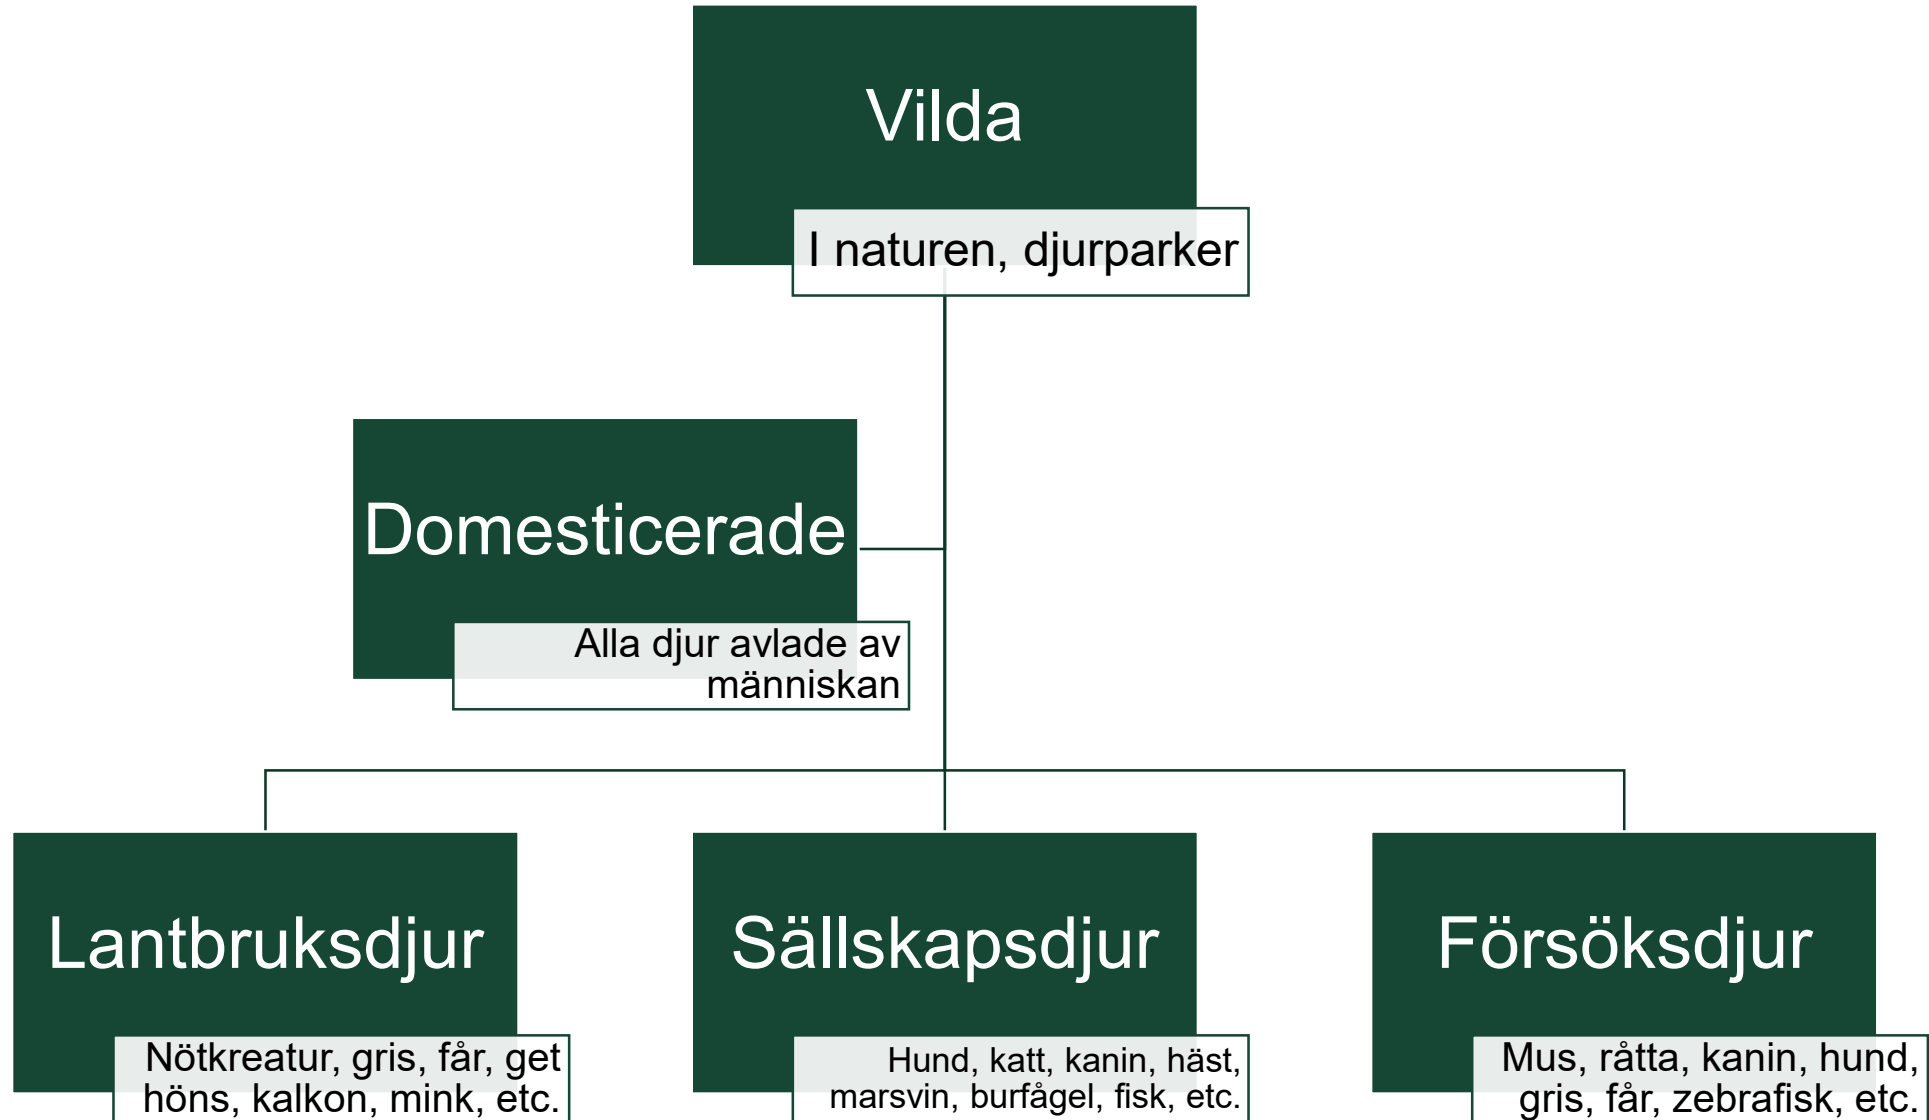 Vilda
I naturen, djurparker
Domesticerade
Alla djur avlade av
människan
Lantbruksdjur
Nötkreatur, gris, får, get
höns, kalkon, mink, etc.
Sällskapsdjur
Hund, katt, kanin, häst,
marsvin, burfågel, fisk, etc.
Försöksdjur
Mus, råtta, kanin, hund,
gris, får, zebrafisk, etc.